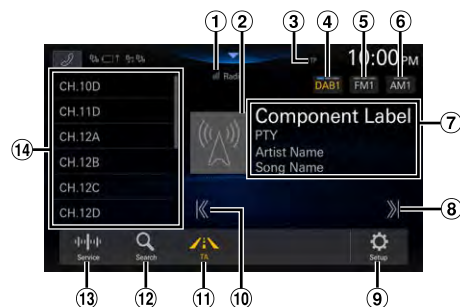 ① ② ③ ④ ⑤ ⑥
TP 10:00PM
Radio
DAB1 FM1 AM1
CH.10D
CH.11D
CH.12A
CH.12B
CH.12C
CH.12D
Component Label
PTY
Artist Name
Song Name
⑦
⑭
⑧
Service Search TA Setup
⑬ ⑫ ⑪ ⑩ ⑨